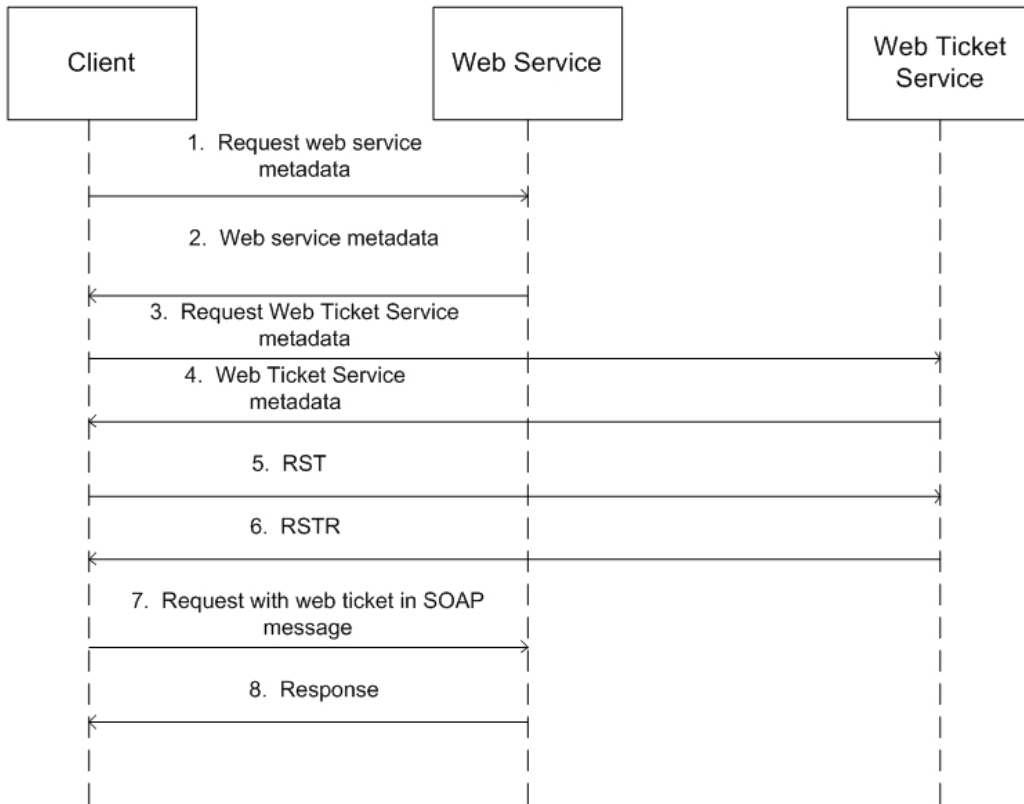 Client
Web Service
Web Ticket
Service
1. Request web service
metadata
2. Web service metadata
3. Request Web Ticket Service
metadata
4. Web Ticket Service
metadata
5. RST
6. RSTR
7. Request with web ticket in SOAP
message
8. Response